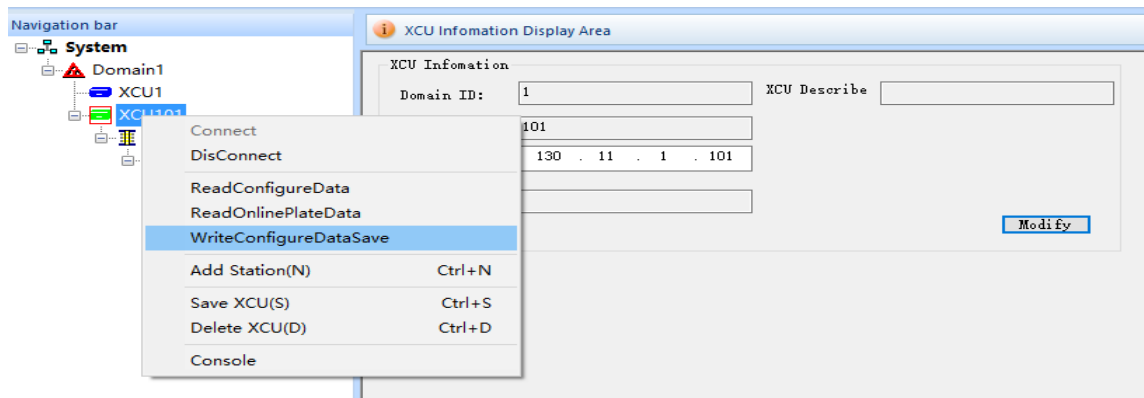 Navigation bar
System
Domain1
XCU1
XCU101
Connect
DisConnect
ReadConfigureData
ReadOnlinePlateData
WriteConfigureDataSave
Add Station(N) Ctrl+N
Save XCU(S) Ctrl+S
Delete XCU(D) Ctrl+D
Console
XCU Infomation Display Area
XCU Infomation
Domain ID: 1 XCU Describe
101
130 . 11 . 1 . 101
Modify